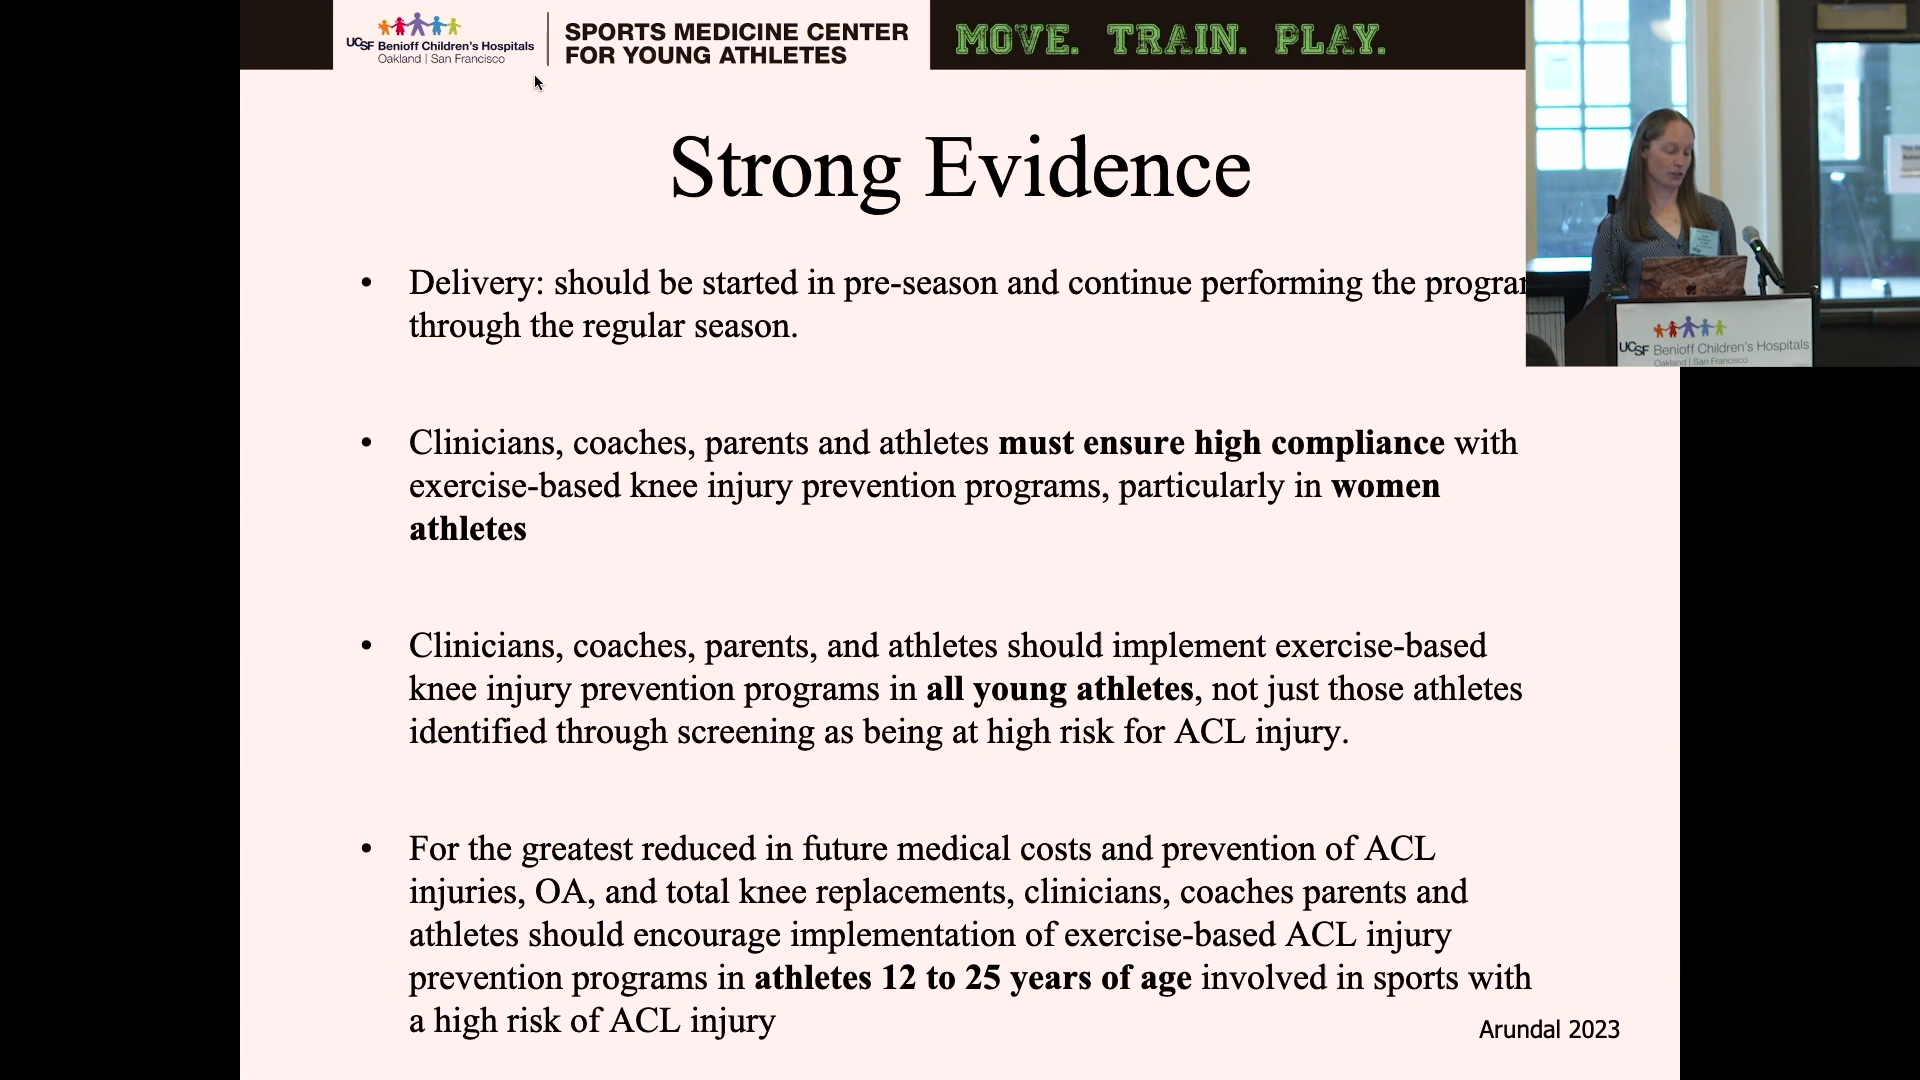 UCSF Benioff Children's Hospitals
Oakland | San Francisco
SPORTS MEDICINE CENTER
FOR YOUNG ATHLETES
MOVE. TRAIN. PLAY.
Strong Evidence
• Delivery: should be started in pre-season and continue performing the progra
through the regular season.
• Clinicians, coaches, parents and athletes must ensure high compliance with
exercise-based knee injury prevention programs, particularly in women
athletes
• Clinicians, coaches, parents, and athletes should implement exercise-based
knee injury prevention programs in all young athletes, not just those athletes
identified through screening as being at high risk for ACL injury.
• For the greatest reduced in future medical costs and prevention of ACL
injuries, OA, and total knee replacements, clinicians, coaches parents and
athletes should encourage implementation of exercise-based ACL injury
prevention programs in athletes 12 to 25 years of age involved in sports with
a high risk of ACL injury
Arundal 2023
UCSF Benioff Children's Hospitals
Oakland | San Francisco